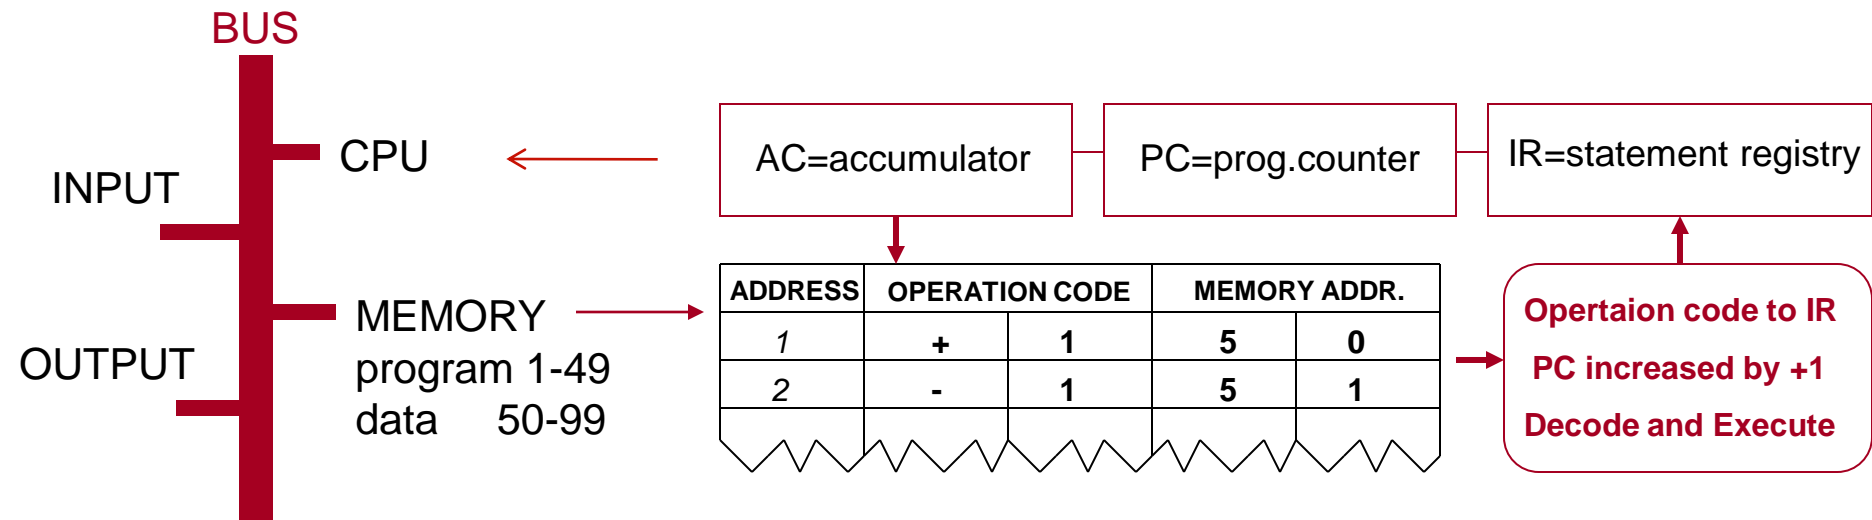 BUS
CPU
INPUT
MEMORY
program 1-49
data 50-99
OUTPUT
AC=accumulator
PC=prog.counter
IR=statement registry
ADDRESS OPERATION CODE MEMORY ADDR.
1 + 1 5 0
2 - 1 5 1
Opertaion code to IR
PC increased by +1
Decode and Execute